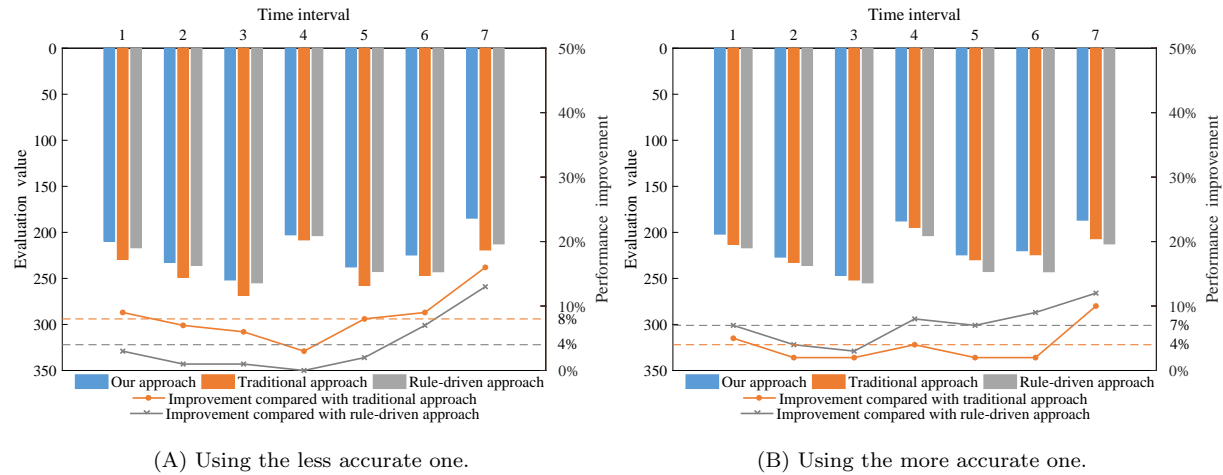 Time interval
1 2 3 4 5 6 7
0 50%
50
40%
100
150 30%
200
20%
250
10%
300 8%
4%
350 0%
Evaluation value
Performance improvement
Our approach Traditional approach Rule-driven approach
Improvement compared with traditional approach
Improvement compared with rule-driven approach
(A) Using the less accurate one.
Time interval
1 2 3 4 5 6 7
0 50%
50
40%
100
150 30%
200
20%
250
10%
300 7%
4%
350 0%
Evaluation value
Performance improvement
Our approach Traditional approach Rule-driven approach
Improvement compared with traditional approach
Improvement compared with rule-driven approach
(B) Using the more accurate one.